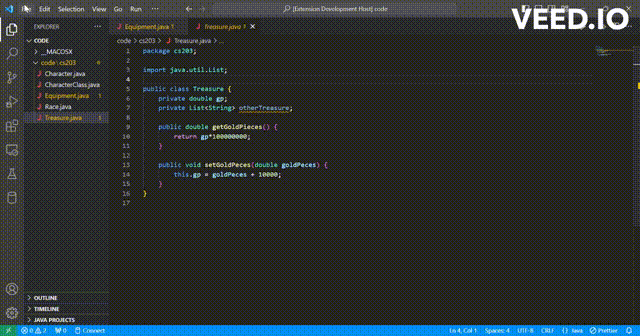 Edit Selection View Go Run ... [Extension Development Host] code
VEED.IO
EXPLORER ...
CODE
__MACOSX
code\cs203
Character.java
CharacterClass.java
Equipment.java 1
Race.java
Treasure.java 1
OUTLINE
TIMELINE
JAVA PROJECTS
Equipment.java 1 Treasure.java 1 ×
code > cs203 > Treasure.java > ...
1 package cs203;
2
3 import java.util.List;
4
5 public class Treasure {
6 private double gp;
7 private List<String> otherTreasure;
8
9 public double getGoldPieces() {
10 return gp*100000000;
11 }
12
13 public void setGoldPeces(double goldPeces) {
14 this.gp = goldPeces + 10000;
15 }
16 }
17
0 2 0 Connect Ln 4, Col 1 Spaces: 4 UTF-8 CRLF {} Java Prettier